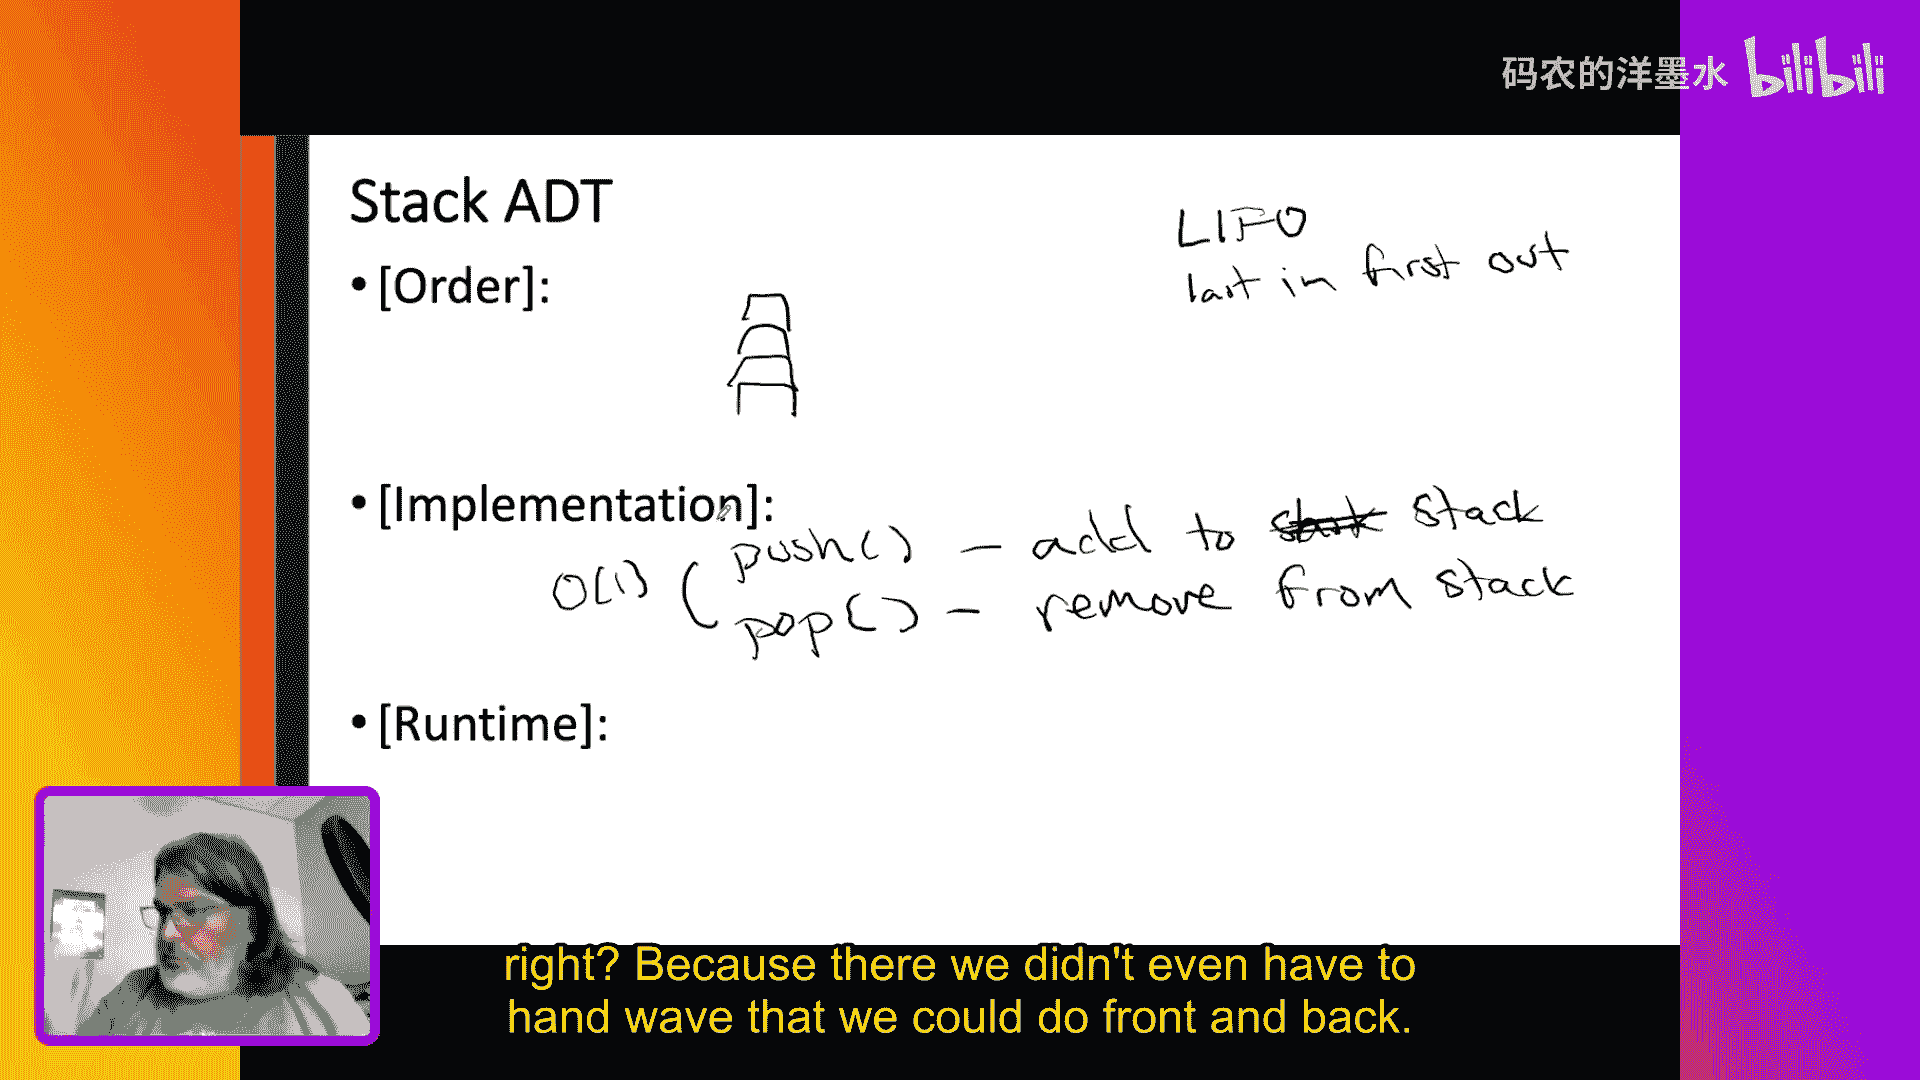 码农的洋墨水 bilibili
Stack ADT
LIFO
last in first out
• [Order]:
• [Implementation]:
push() – add to stack
O(1) ( pop() – remove from stack
• [Runtime]:
right? Because there we didn't even have to
hand wave that we could do front and back.